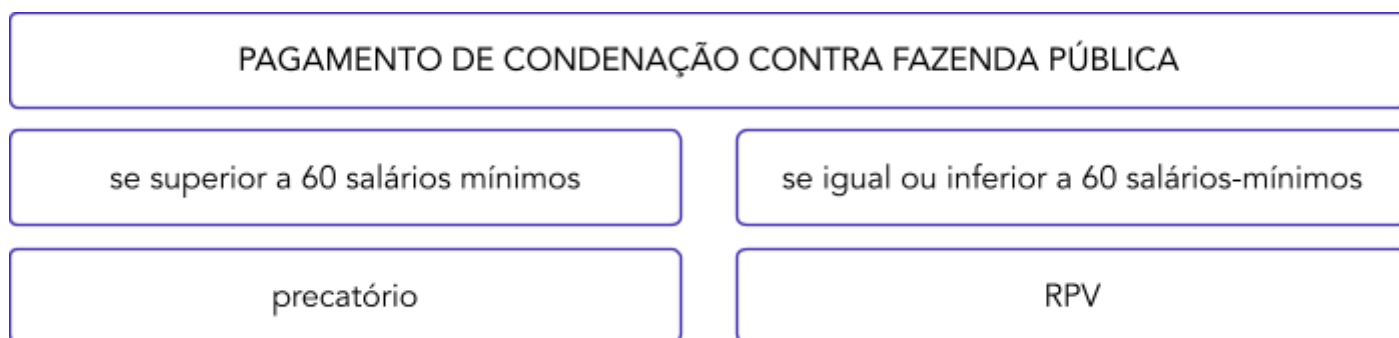 PAGAMENTO DE CONDENAÇÃO CONTRA FAZENDA PÚBLICA
se superior a 60 salários mínimos
se igual ou inferior a 60 salários-mínimos
precatório
RPV